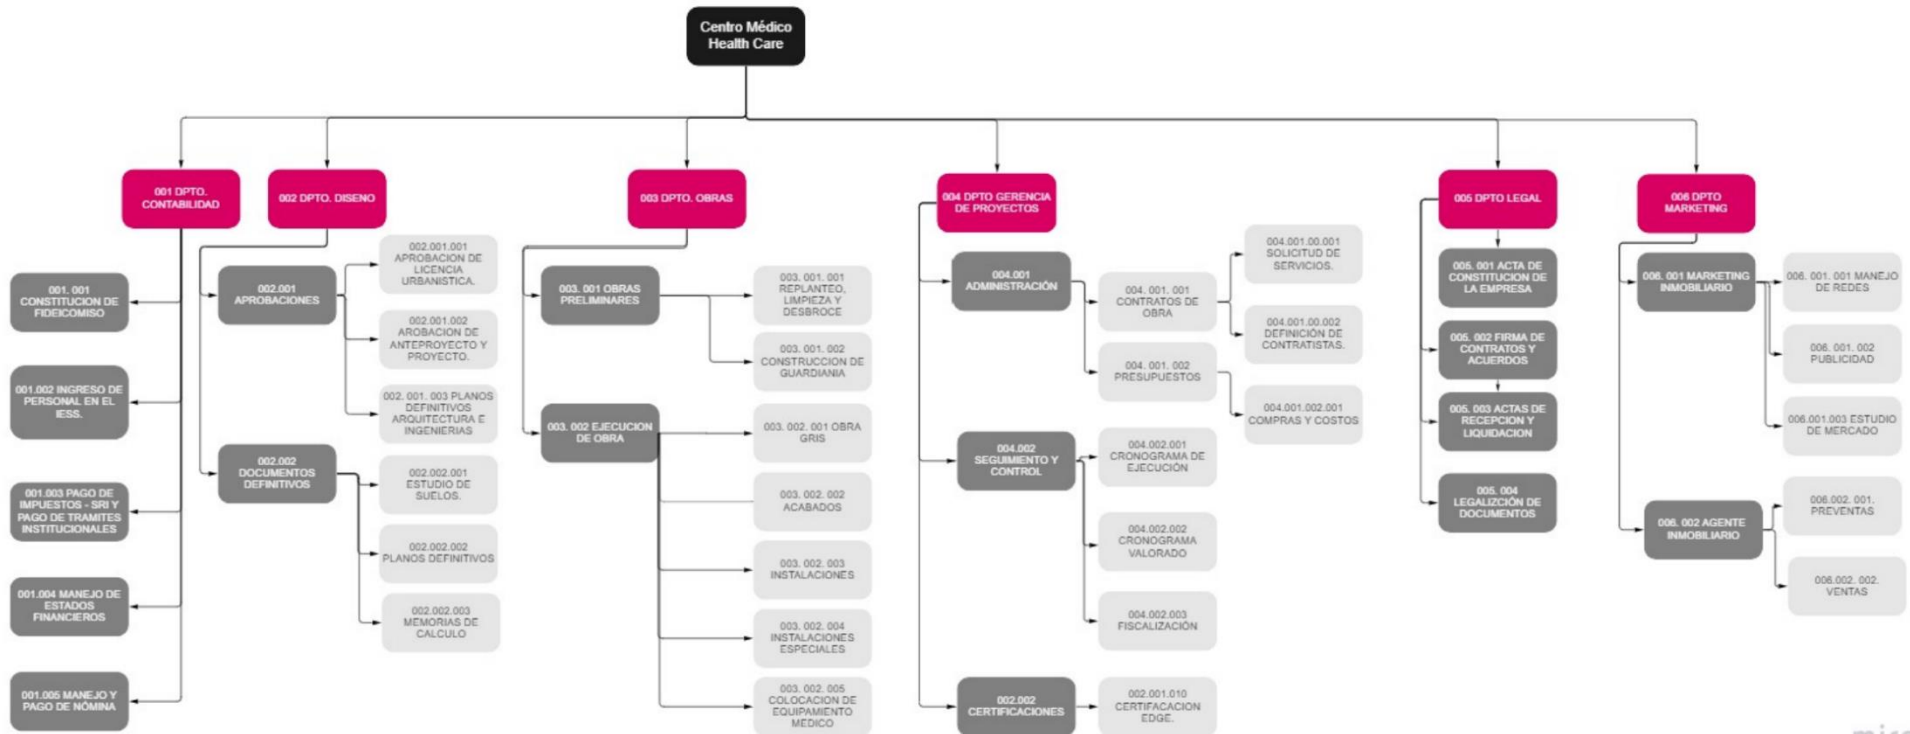 Centro Médico
Health Care
001 DPTO.
CONTABILIDAD
002 DPTO. DISENO
003 DPTO. OBRAS
004 DPTO GERENCIA
DE PROYECTOS
005 DPTO LEGAL
006 DPTO
MARKETING
001. 001
CONSTITUCION DE
FIDEICOMISO
001.002 INGRESO DE
PERSONAL EN EL
IESS.
001.003 PAGO DE
IMPUESTOS - SRI Y
PAGO DE TRAMITES
INSTITUCIONALES
001.004 MANEJO DE
ESTADOS
FINANCIEROS
001.005 MANEJO Y
PAGO DE NÓMINA
002.001
APROBACIONES
002.001.001
APROBACION DE
LICENCIA
URBANISTICA.
002.001.002
AROBACION DE
ANTEPROYECTO Y
PROYECTO.
002. 001. 003 PLANOS
DEFINITIVOS
ARQUITECTURA E
INGENIERIAS
002.002
DOCUMENTOS
DEFINITIVOS
002.002.001
ESTUDIO DE
SUELOS.
002.002.002
PLANOS DEFINITIVOS
002.002.003
MEMORIAS DE
CALCULO
003. 001 OBRAS
PRELIMINARES
003. 001. 001
REPLANTEO,
LIMPIEZA Y
DESBROCE
003. 001. 002
CONSTRUCCION DE
GUARDIANIA
003. 002 EJECUCION
DE OBRA
003. 002. 001 OBRA
GRIS
003. 002. 002
ACABADOS
003. 002. 003
INSTALACIONES
003. 002. 004
INSTALACIONES
ESPECIALES
003. 002. 005
COLOCACION DE
EQUIPAMIENTO
MEDICO
004.001
ADMINISTRACIÓN
004. 001. 001
CONTRATOS DE
OBRA
004.001.00.001
SOLICITUD DE
SERVICIOS.
004.001.00.002
DEFINICIÓN DE
CONTRATISTAS.
004. 001. 002
PRESUPUESTOS
004.001.002.001
COMPRAS Y COSTOS
004.002
SEGUIMIENTO Y
CONTROL
004.002.001
CRONOGRAMA DE
EJECUCIÓN
004.002.002
CRONOGRAMA
VALORADO
004.002.003
FISCALIZACIÓN
002.002
CERTIFICACIONES
002.001.010
CERTIFACACION
EDGE.
005. 001 ACTA DE
CONSTITUCION DE
LA EMPRESA
005. 002 FIRMA DE
CONTRATOS Y
ACUERDOS
005. 003 ACTAS DE
RECEPCION Y
LIQUIDACION
005. 004
LEGALIZCIÓN DE
DOCUMENTOS
006. 001 MARKETING
INMOBILIARIO
006. 001. 001 MANEJO
DE REDES
006. 001. 002
PUBLICIDAD
006.001.003 ESTUDIO
DE MERCADO
006. 002 AGENTE
INMOBILIARIO
006.002. 001.
PREVENTAS
006.002. 002.
VENTAS